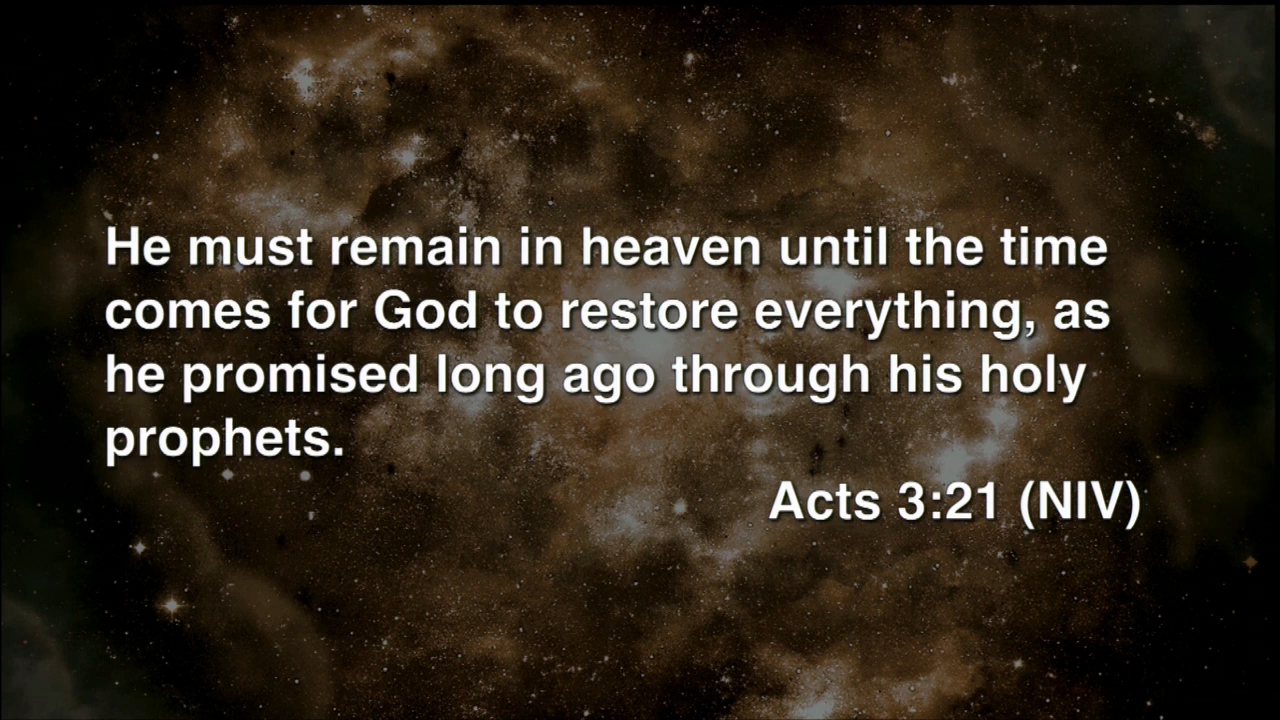 He must remain in heaven until the time
comes for God to restore everything, as
he promised long ago through his holy
prophets.
Acts 3:21 (NIV)